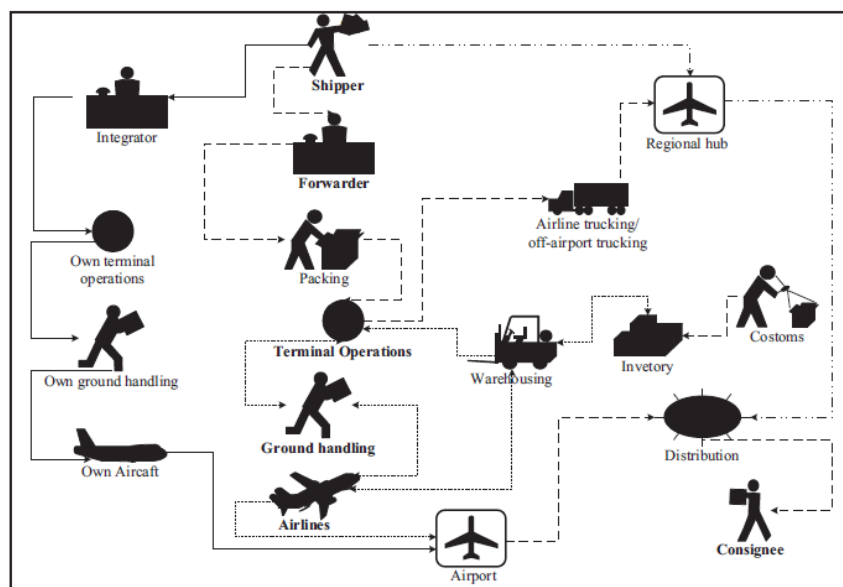 Shipper
Integrator
Regional hub
Forwarder
Airline trucking/
off-airport trucking
Own terminal
operations
Packing
Terminal Operations
Costoms
Own ground handling
Warehousing
Invetory
Ground handling
Distribution
Own Aircaft
Airlines
Consignee
Airport